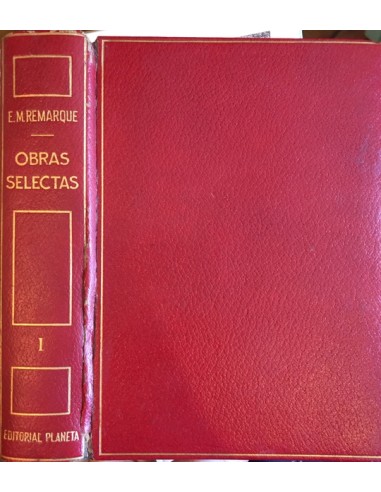 E.M.REMARQUE
OBRAS
SELECTAS
I
EDITORIAL PLANETA